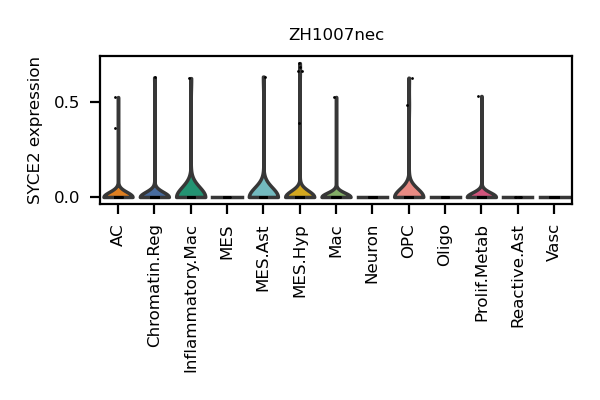 ZH1007nec
SYCE2 expression
0.5
0.0
AC
Chromatin.Reg
Inflammatory.Mac
MES
MES.Ast
MES.Hyp
Mac
Neuron
OPC
Oligo
Prolif.Metab
Reactive.Ast
Vasc